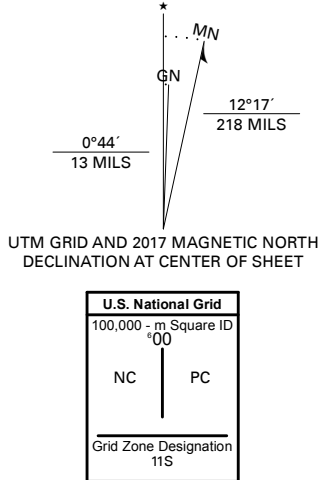 ★
MN
GN
12°17´
218 MILS
0°44´
13 MILS
UTM GRID AND 2017 MAGNETIC NORTH
DECLINATION AT CENTER OF SHEET
U.S. National Grid
100,000 - m Square ID
⁶00
NC PC
Grid Zone Designation
11S